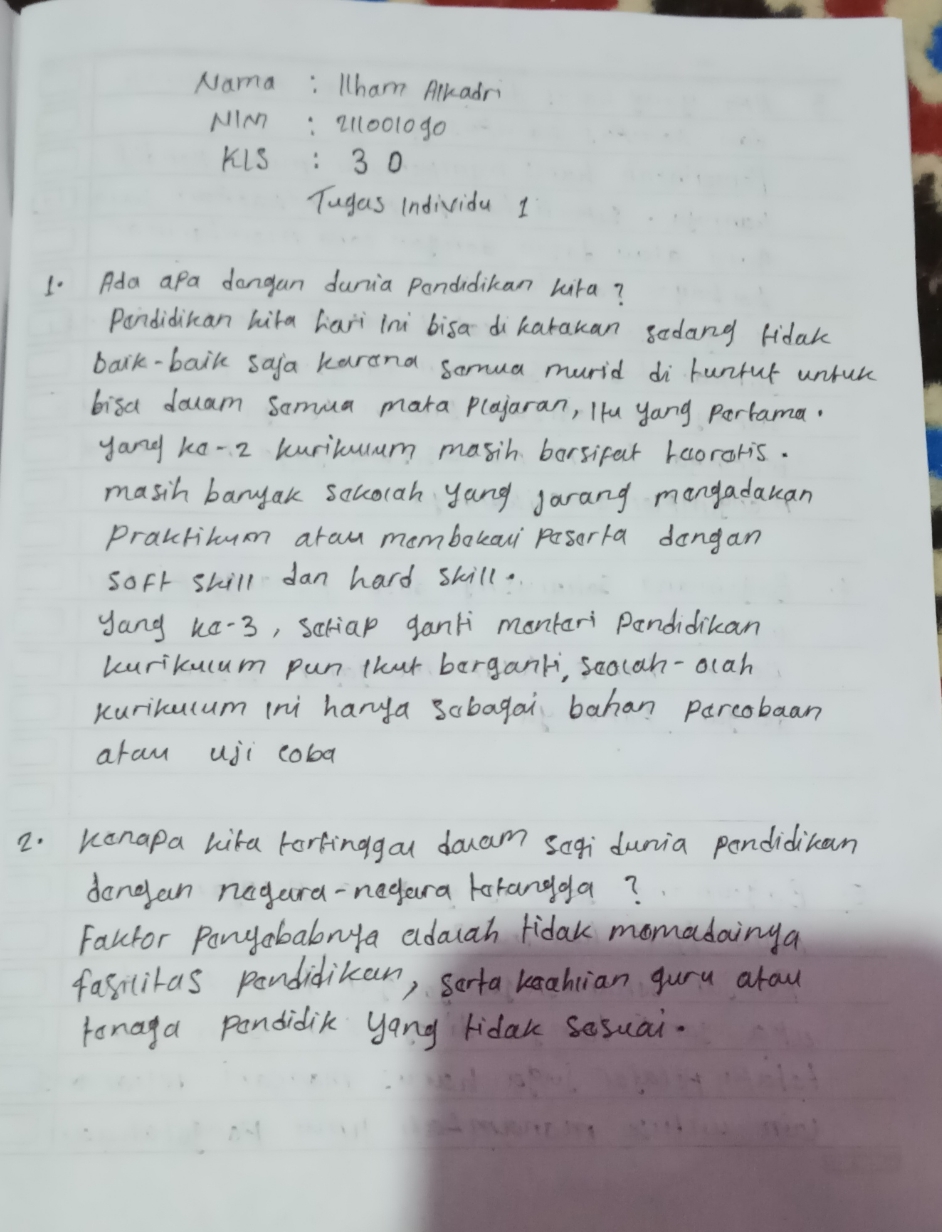 Nama : Ilham Alkadri
NIM : 211001090
KLS : 30
Tugas Individu 1
1. Ada apa dengan dunia Pendidikan kita ?
Pendidikan kita hari ini bisa di katakan sedang tidak
baik-baik saja karena semua murid di tuntut untuk
bisa dalam semua mata Plajaran, Itu yang Pertama.
yang ke-2 kurikulum masih bersifat teoretis.
masih banyak sekolah yang jarang mengadakan
Praktikum atau membekali Peserta dengan
soft skill dan hard skill.
Yang ke-3, setiap ganti menteri Pendidikan
kurikulum pun ikut berganti, seolah-olah
kurikulum ini hanya sebagai bahan percobaan
atau uji coba
2. kenapa kita tertinggal dalam segi dunia pendidikan
dengan negara-negara tetangga ?
Faktor Penyebabnya adalah tidak memadainya
fasilitas pendidikan, serta keahlian guru atau
tenaga pendidik yang tidak sesuai.